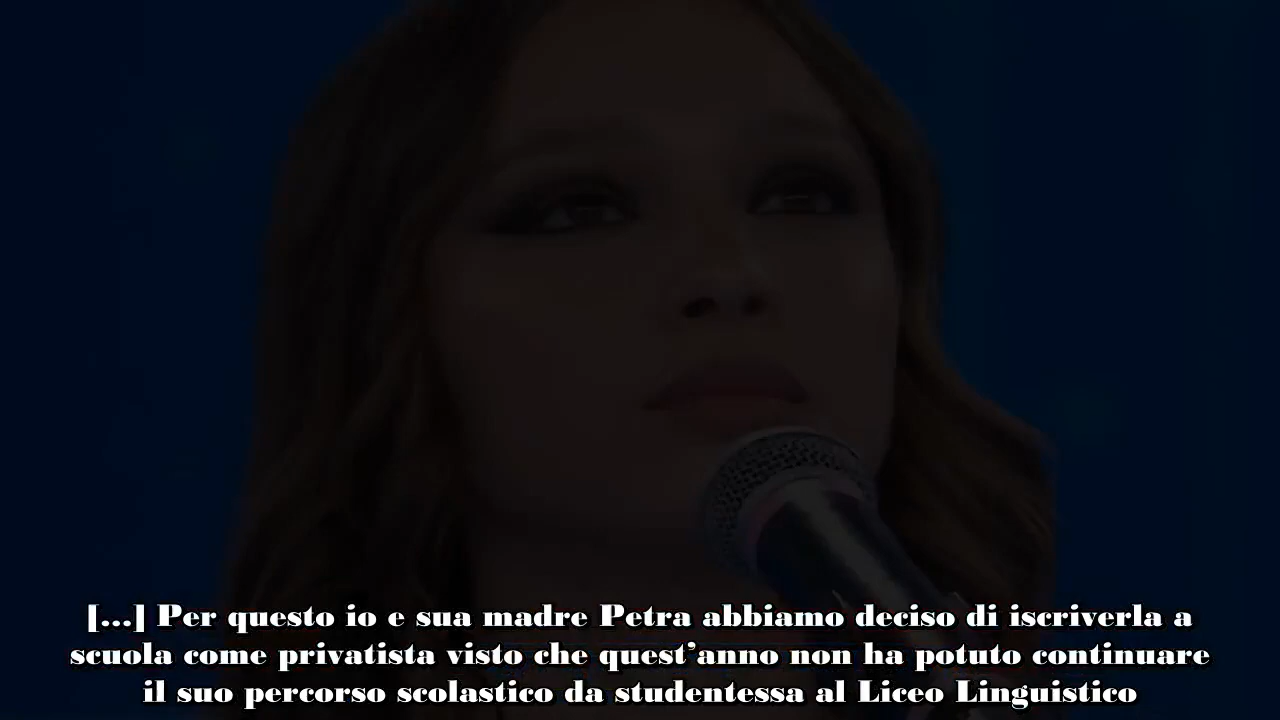 [...] Per questo io e sua madre Petra abbiamo deciso di iscriverla a
scuola come privatista visto che quest'anno non ha potuto continuare
il suo percorso scolastico da studentessa al Liceo Linguistico